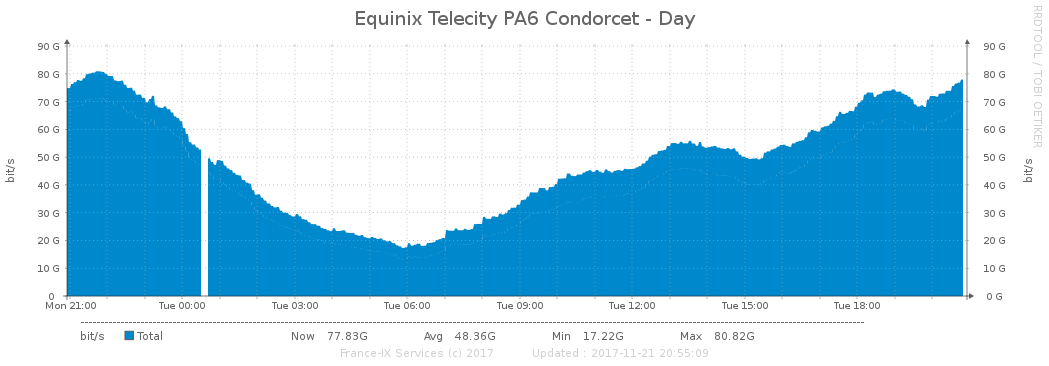 Equinix Telecity PA6 Condorcet - Day
RRDTOOL / TOBI OETIKER
bit/s
90 G
80 G
70 G
60 G
50 G
40 G
30 G
20 G
10 G
0
90 G
80 G
70 G
60 G
50 G
40 G
30 G
20 G
10 G
0 G
bit/s
Mon 21:00 Tue 00:00 Tue 03:00 Tue 06:00 Tue 09:00 Tue 12:00 Tue 15:00 Tue 18:00
bit/s Total Now 77.83G Avg 48.36G Min 17.22G Max 80.82G
France-IX Services (c) 2017 Updated : 2017-11-21 20:55:09